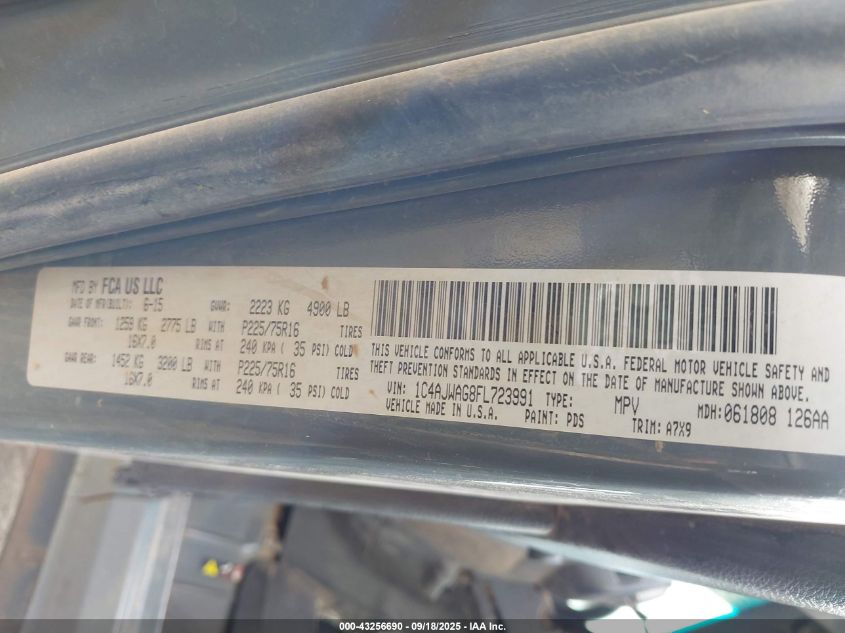 MFD BY FCA US LLC
DATE OF MFR(BUILT): 6-15 GVWR: 2223 KG 4900 LB
GAWR FRONT: 1259 KG 2775 LB WITH P225/75R16 TIRES
16X7.0 RIMS AT 240 KPA ( 35 PSI) COLD
GAWR REAR: 1452 KG 3200 LB WITH P225/75R16 TIRES
16X7.0 RIMS AT 240 KPA ( 35 PSI) COLD
THIS VEHICLE CONFORMS TO ALL APPLICABLE U.S.A. FEDERAL MOTOR VEHICLE SAFETY AND
THEFT PREVENTION STANDARDS IN EFFECT ON THE DATE OF MANUFACTURE SHOWN ABOVE.
VIN: 1C4AJWAG8FL723991 TYPE: MPV MDH: 061808 126AA
VEHICLE MADE IN U.S.A. PAINT: PDS TRIM: A7X9
000-43256690 - 09/18/2025 - IAA Inc.